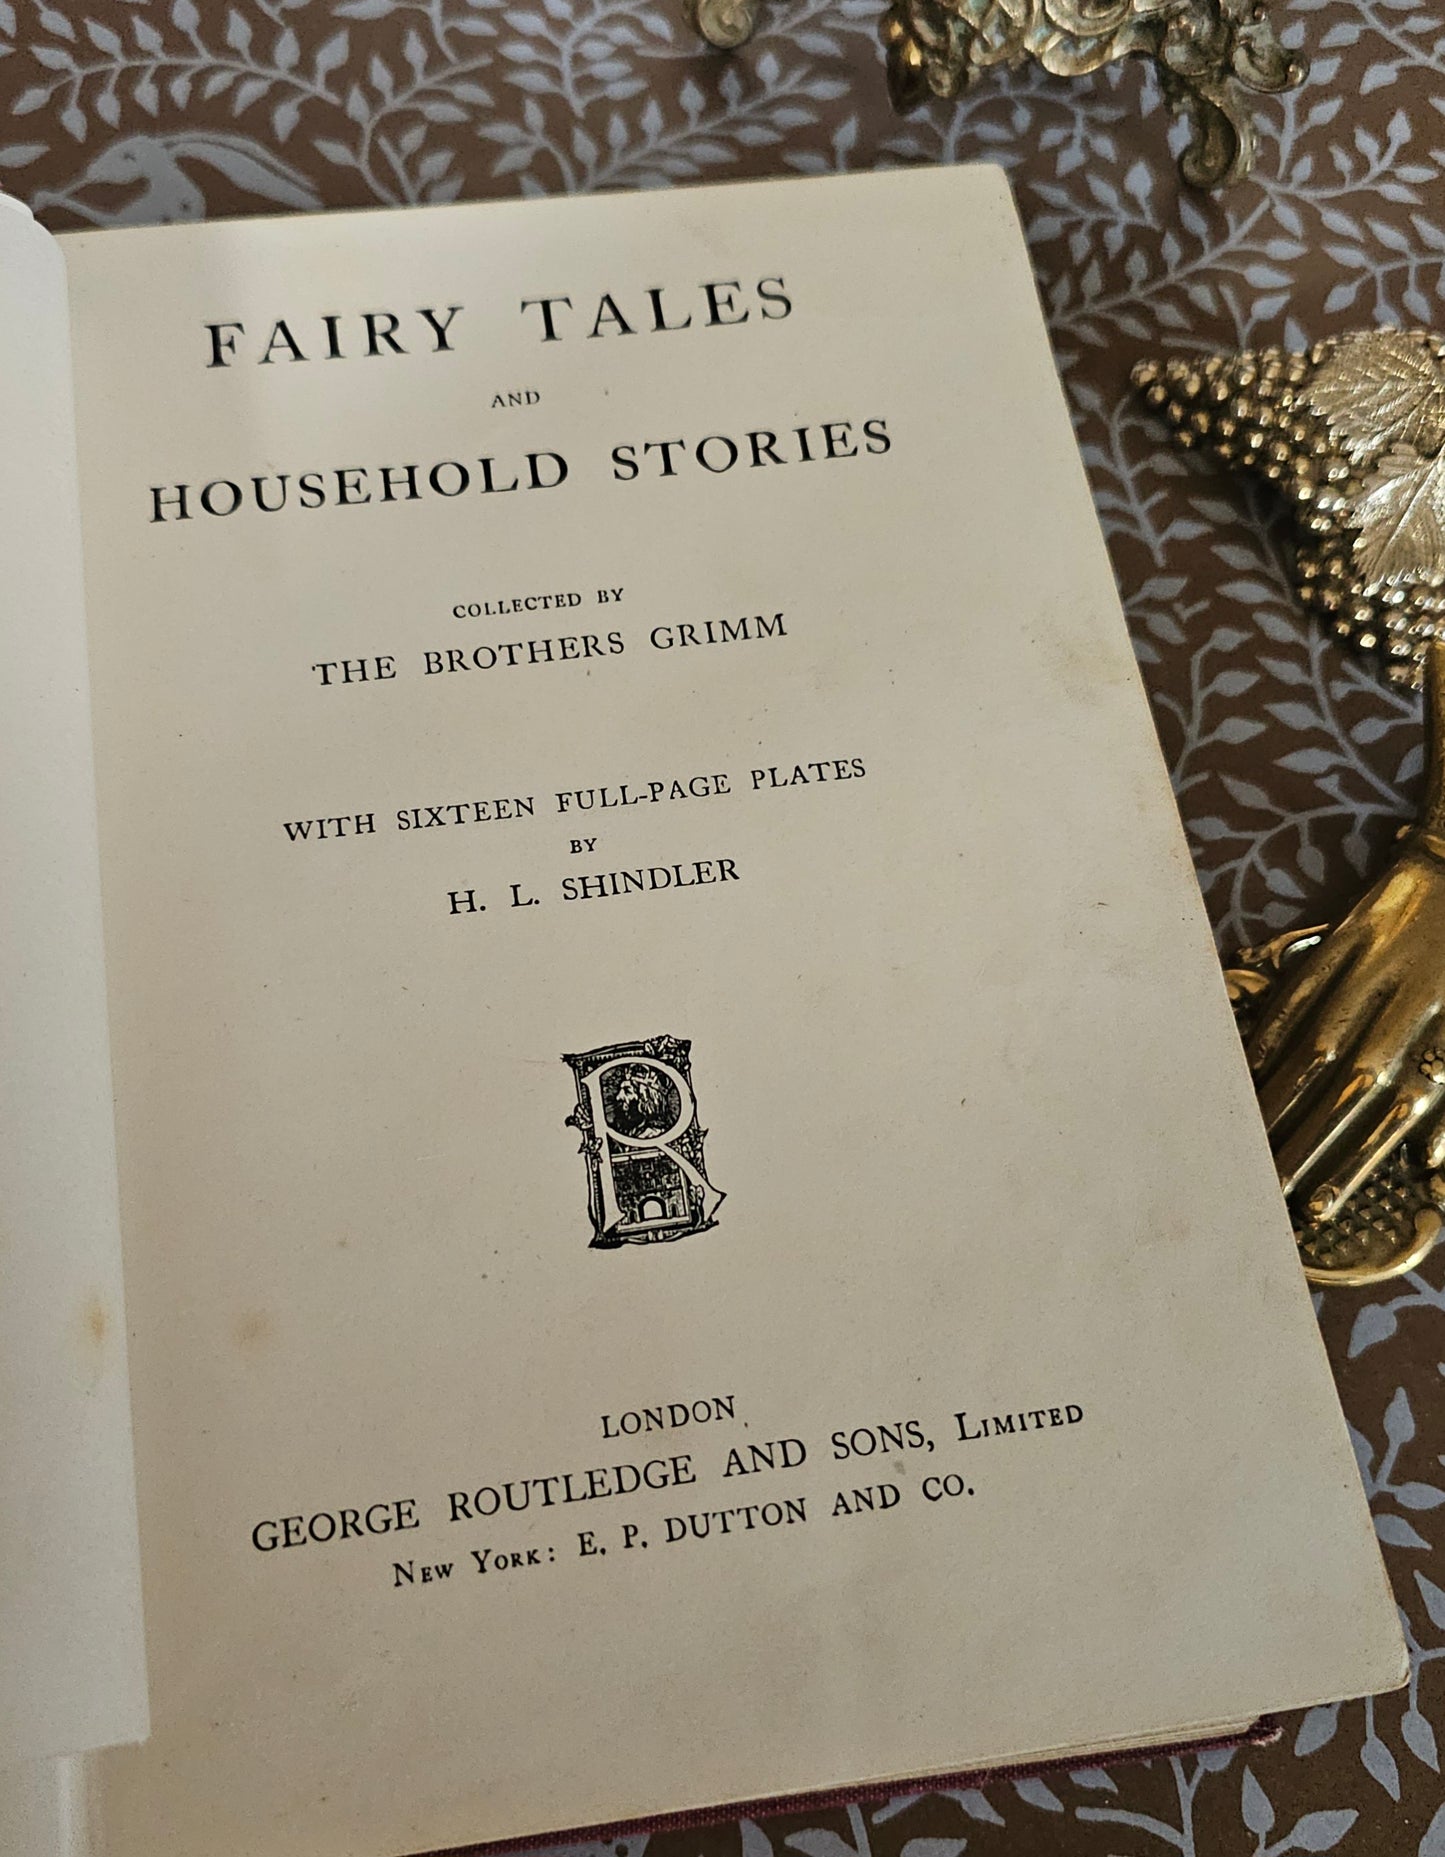 FAIRY TALES
AND
HOUSEHOLD STORIES
COLLECTED BY
THE BROTHERS GRIMM
WITH SIXTEEN FULL-PAGE PLATES
BY
H. L. SHINDLER
R
LONDON
GEORGE ROUTLEDGE AND SONS, LIMITED
NEW YORK: E. P. DUTTON AND CO.